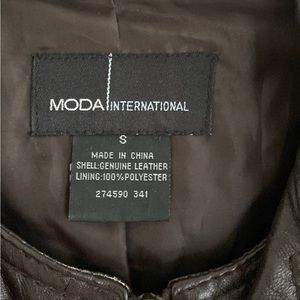 MODA INTERNATIONAL
S
MADE IN CHINA
SHELL:GENUINE LEATHER
LINING:100%POLYESTER
274590 341